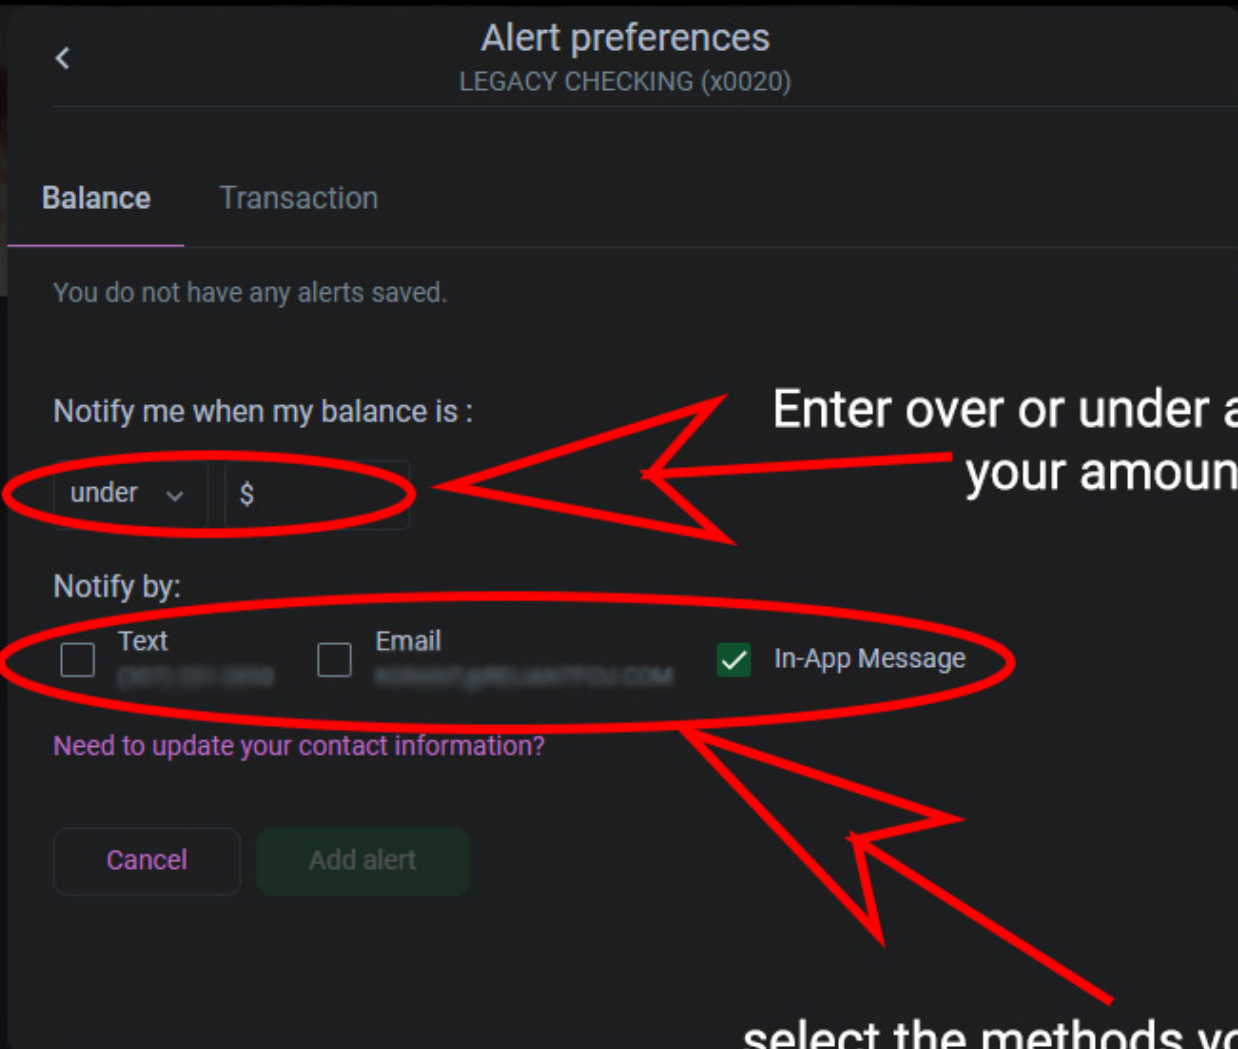 Alert preferences
LEGACY CHECKING (x0020)
Balance Transaction
You do not have any alerts saved.
Notify me when my balance is :
Enter over or under a
your amoun
under $
Notify by:
Text Email
In-App Message
Need to update your contact information?
Cancel Add alert
select the methods yo